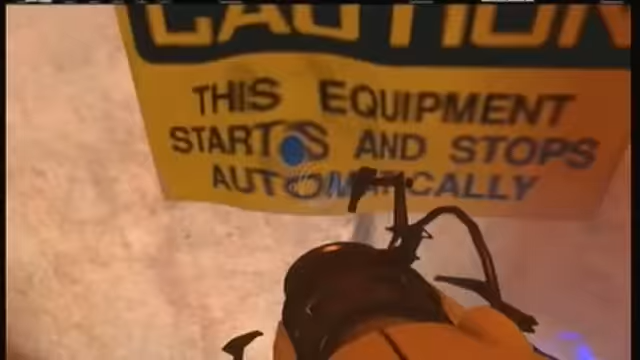 CAUTION
THIS EQUIPMENT
STARTS AND STOPS
AUTOMATICALLY